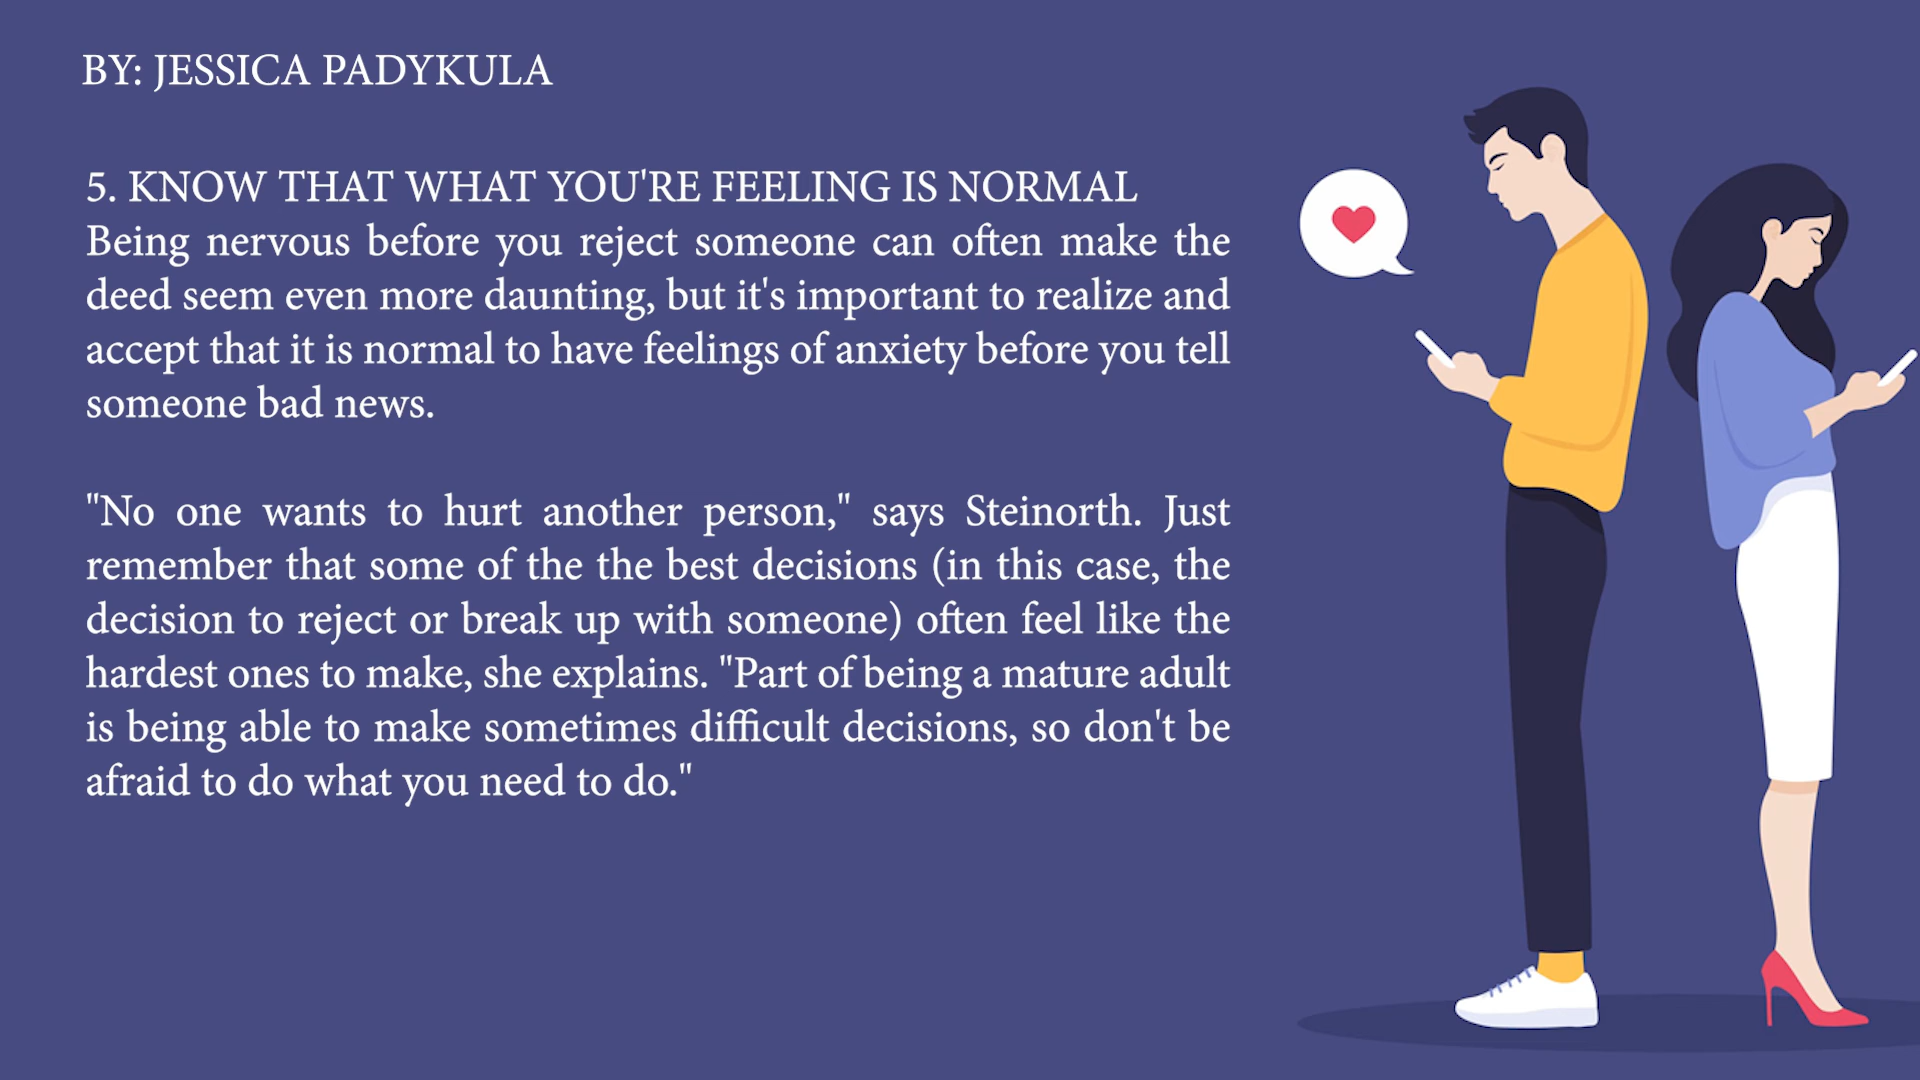 BY: JESSICA PADYKULA
5. KNOW THAT WHAT YOU'RE FEELING IS NORMAL
Being nervous before you reject someone can often make the
deed seem even more daunting, but it's important to realize and
accept that it is normal to have feelings of anxiety before you tell
someone bad news.
"No one wants to hurt another person," says Steinorth. Just
remember that some of the the best decisions (in this case, the
decision to reject or break up with someone) often feel like the
hardest ones to make, she explains. "Part of being a mature adult
is being able to make sometimes difficult decisions, so don't be
afraid to do what you need to do."